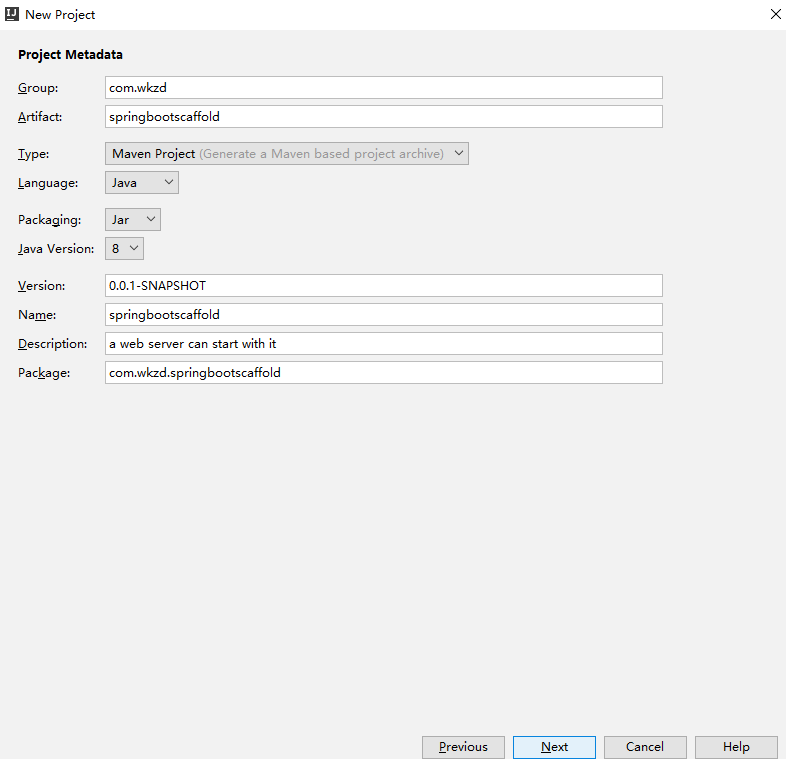 IJ New Project
Project Metadata
Group: com.wkzd
Artifact: springbootscaffold
Type: Maven Project (Generate a Maven based project archive)
Language: Java
Packaging: Jar
Java Version: 8
Version: 0.0.1-SNAPSHOT
Name: springbootscaffold
Description: a web server can start with it
Package: com.wkzd.springbootscaffold
Previous Next Cancel Help